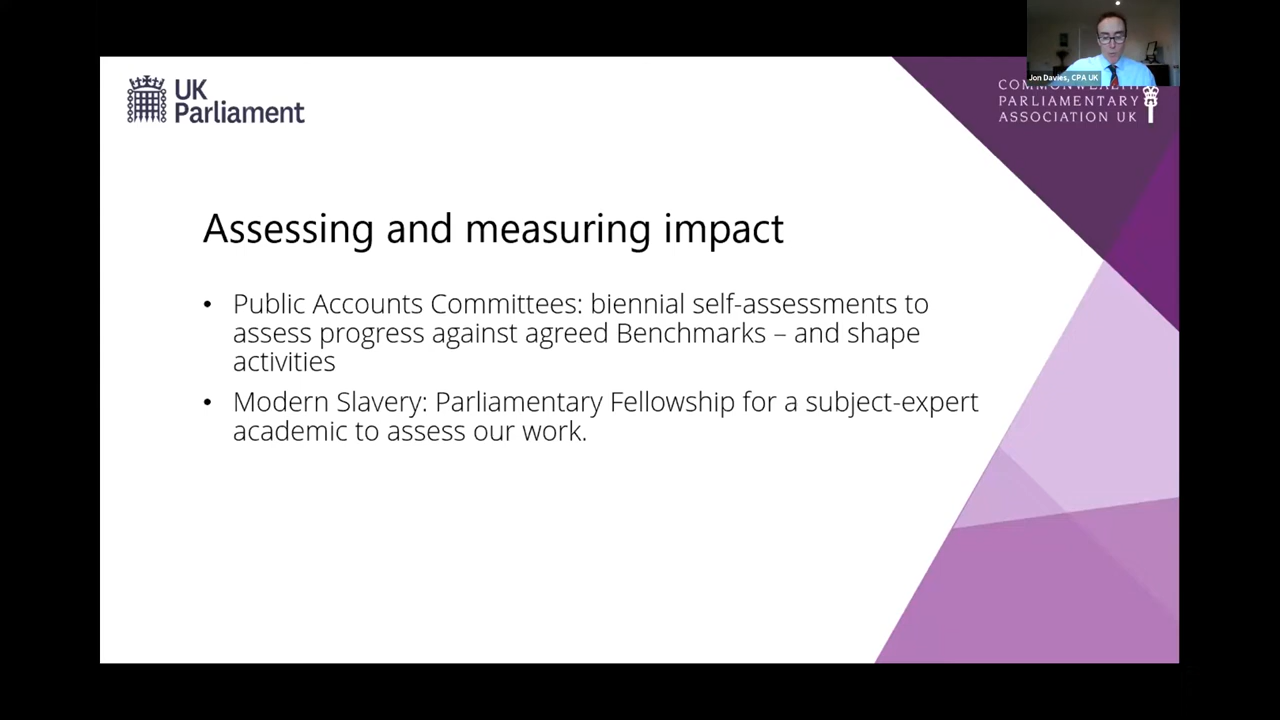 UK
Parliament
Jon Davies, CPA UK
COMMONWEALTH
PARLIAMENTARY
ASSOCIATION UK
Assessing and measuring impact
• Public Accounts Committees: biennial self-assessments to
assess progress against agreed Benchmarks – and shape
activities
• Modern Slavery: Parliamentary Fellowship for a subject-expert
academic to assess our work.